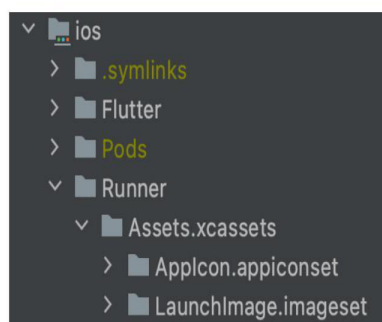 ios
.symlinks
Flutter
Pods
Runner
Assets.xcassets
AppIcon.appiconset
LaunchImage.imageset